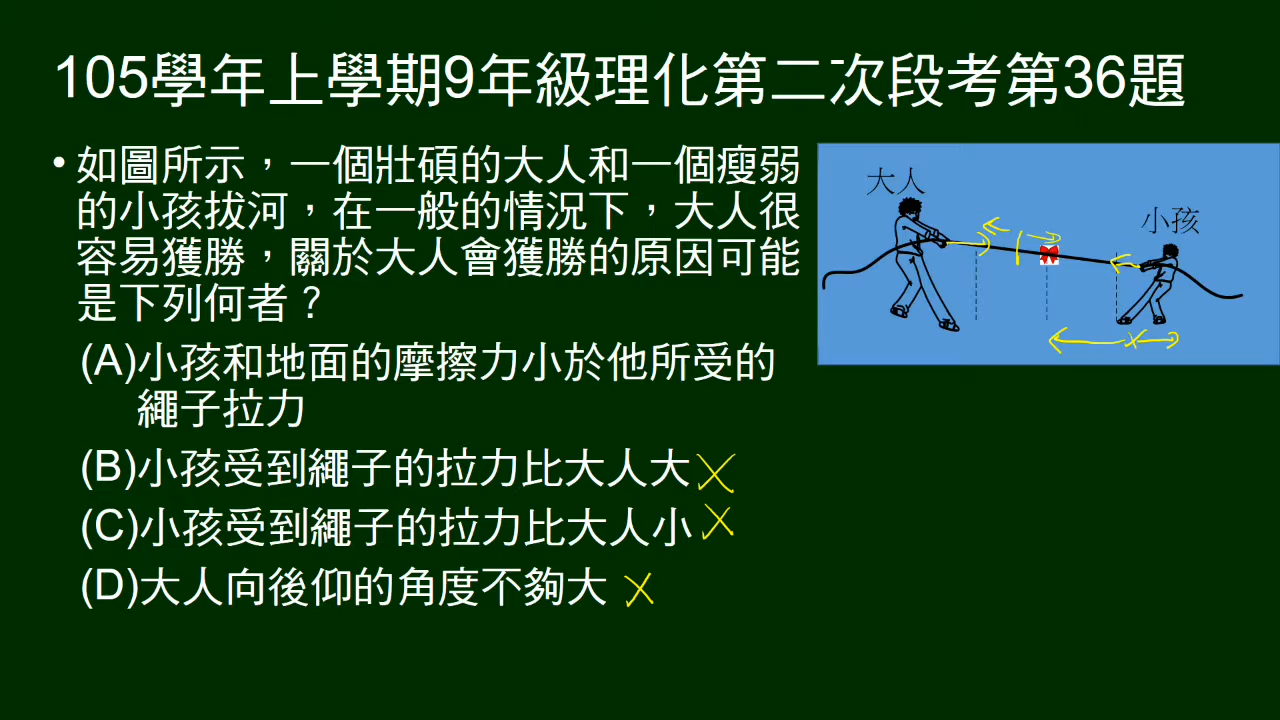 105學年上學期9年級理化第二次段考第36題
•如圖所示，一個壯碩的大人和一個瘦弱
的小孩拔河，在一般的情況下，大人很
容易獲勝，關於大人會獲勝的原因可能
是下列何者？
(A)小孩和地面的摩擦力小於他所受的
繩子拉力
(B)小孩受到繩子的拉力比大人大
(C)小孩受到繩子的拉力比大人小
(D)大人向後仰的角度不夠大
大人
小孩